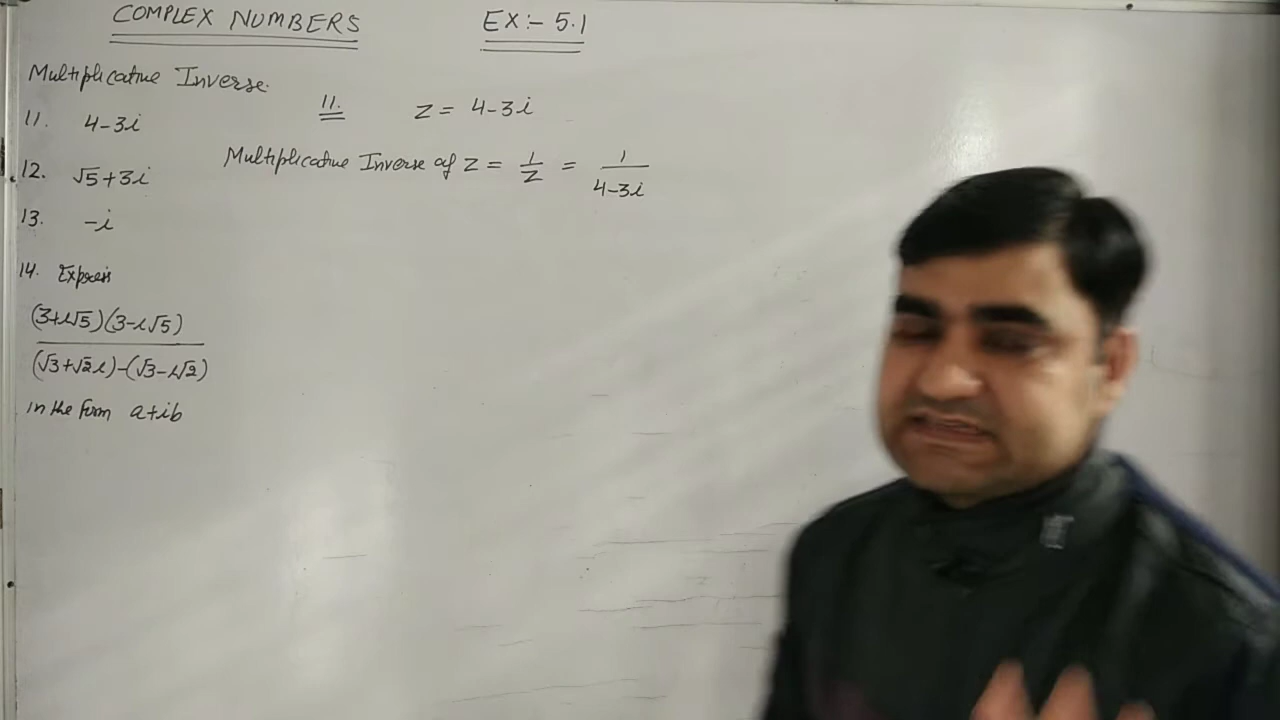 COMPLEX NUMBERS EX:- 5.1
Multiplicative Inverse.
11. 4-3i
12. √5+3i
13. -i
14. Express
(3+i√5)(3-i√5)
(√3+√2i)-(√3-i√2)
in the form a+ib
11. z = 4-3i
Multiplicative Inverse of z = 1/z = 1/4-3i